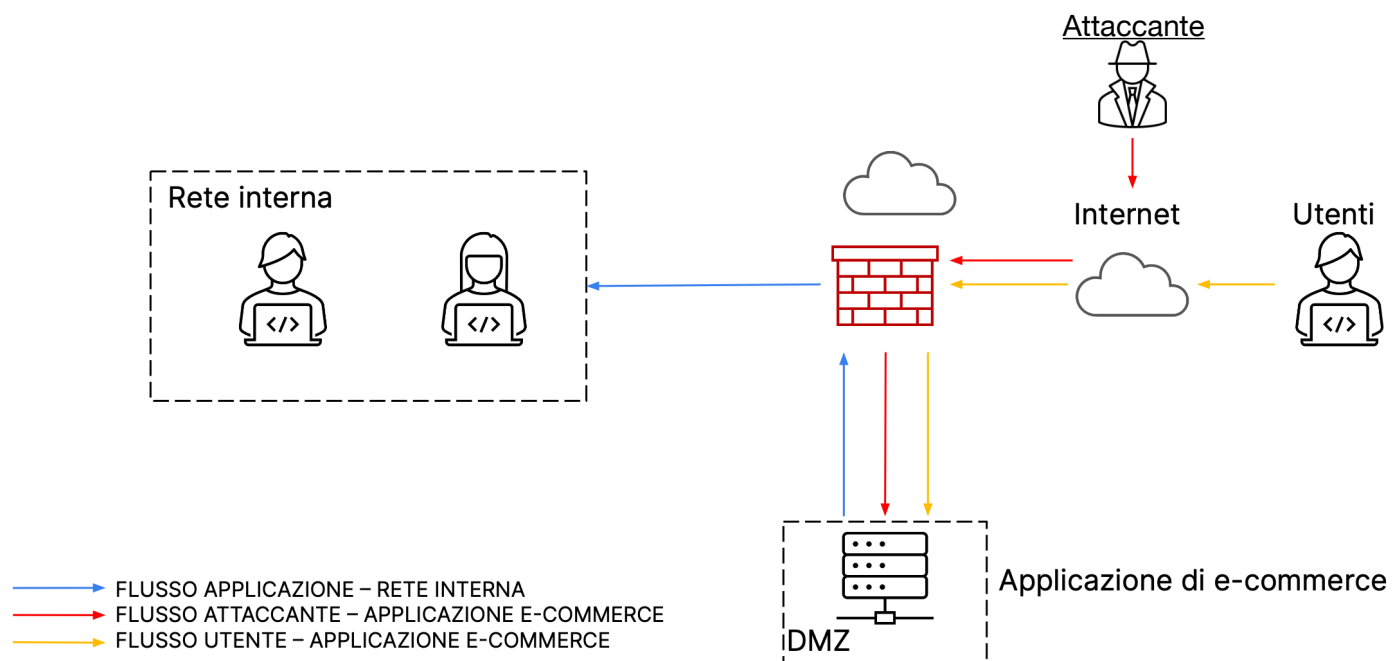 Attaccante
Rete interna
Internet
Utenti
</>
</>
</>
Applicazione di e-commerce
DMZ
FLUSSO APPLICAZIONE – RETE INTERNA
FLUSSO ATTACCANTE – APPLICAZIONE E-COMMERCE
FLUSSO UTENTE – APPLICAZIONE E-COMMERCE